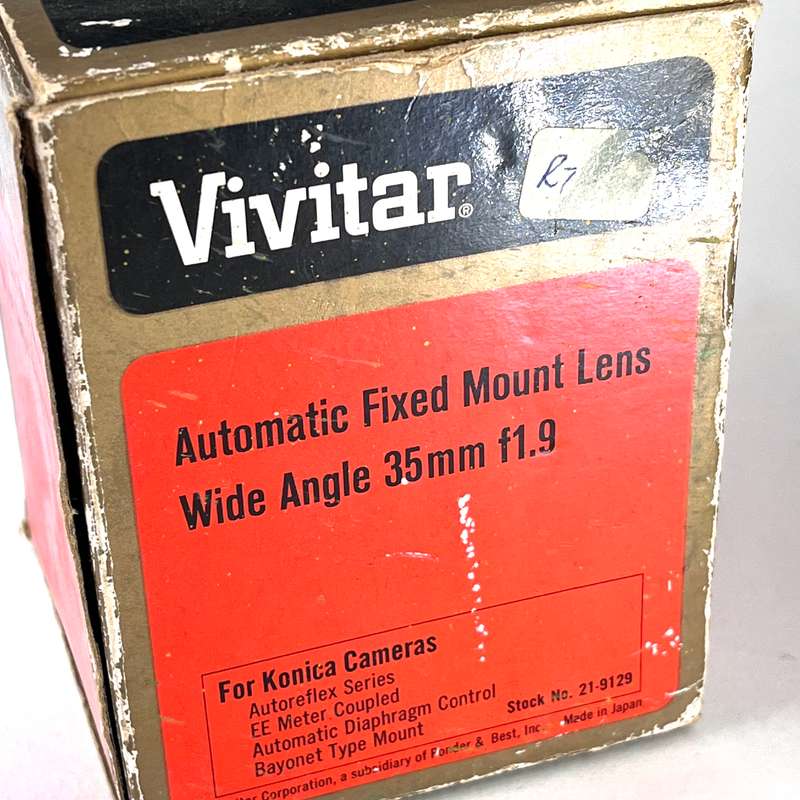 Vivitar®
R7
Automatic Fixed Mount Lens
Wide Angle 35mm f1.9
For Konica Cameras
Autoreflex Series
EE Meter Coupled
Automatic Diaphragm Control
Bayonet Type Mount
Stock No. 21-9129
Corporation, a subsidiary of Ponder & Best, Inc. Made in Japan